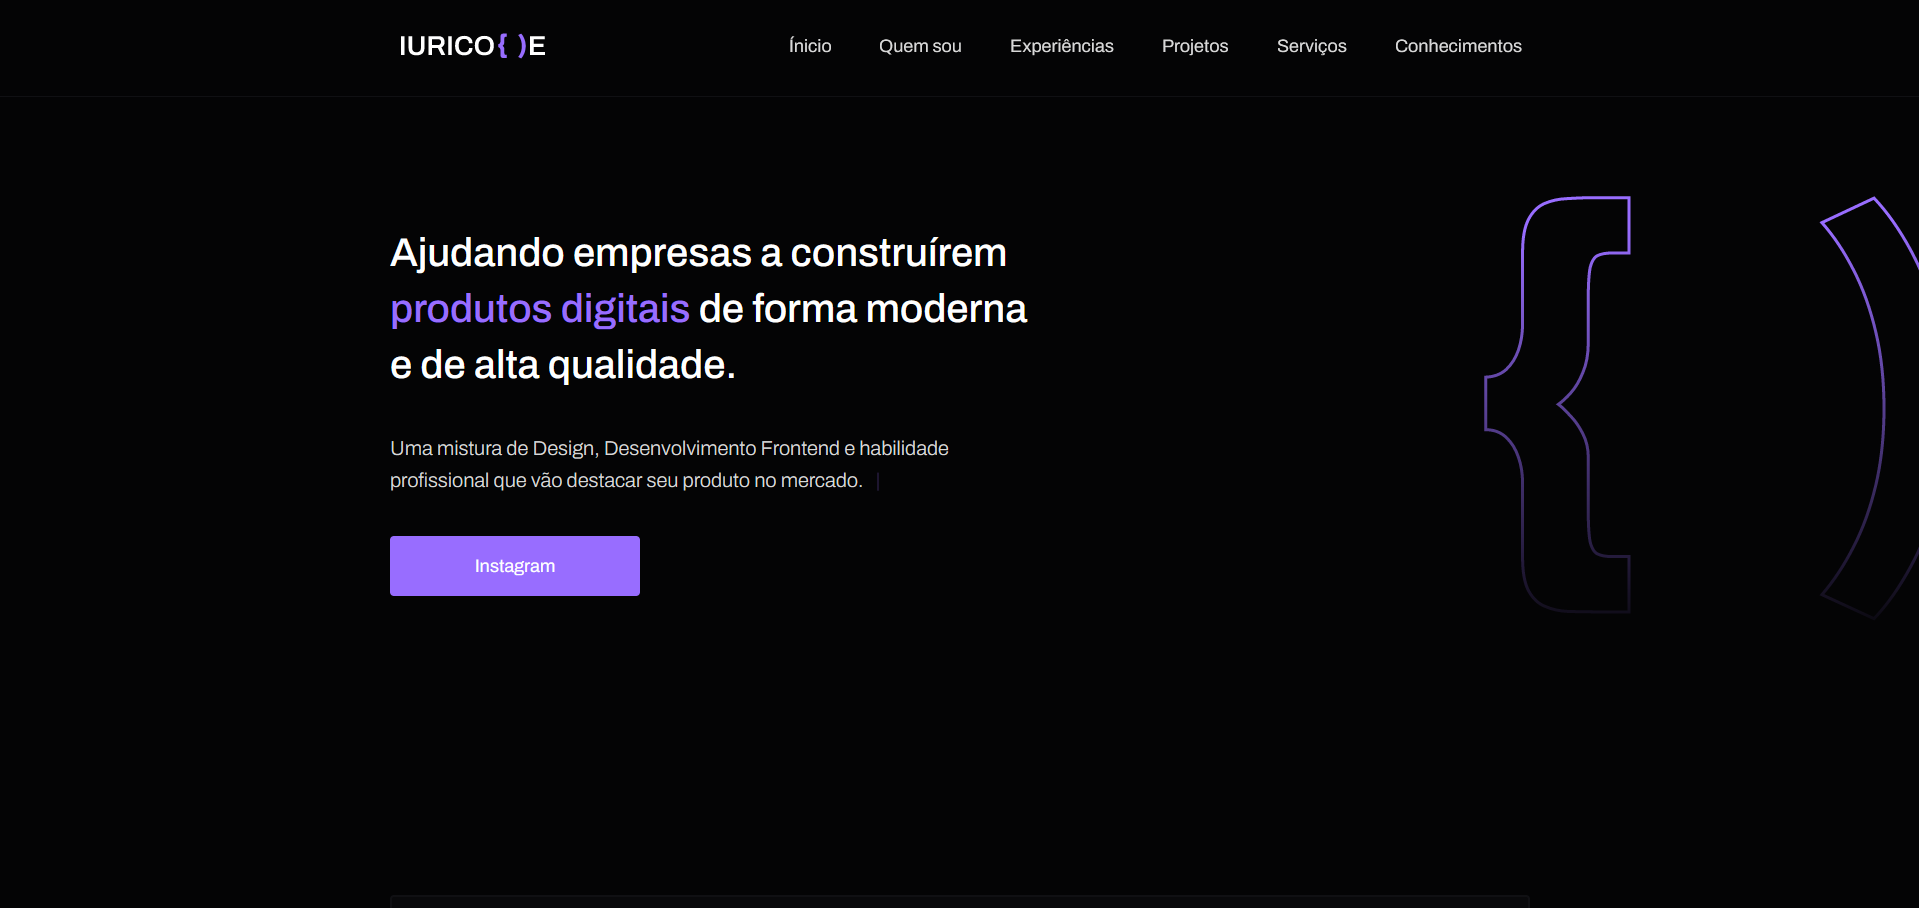 IURICO{ )E
Ínicio
Quem sou
Experiências
Projetos
Serviços
Conhecimentos
Ajudando empresas a construírem
produtos digitais de forma moderna
e de alta qualidade.
Uma mistura de Design, Desenvolvimento Frontend e habilidade
profissional que vão destacar seu produto no mercado. |
Instagram
{ )